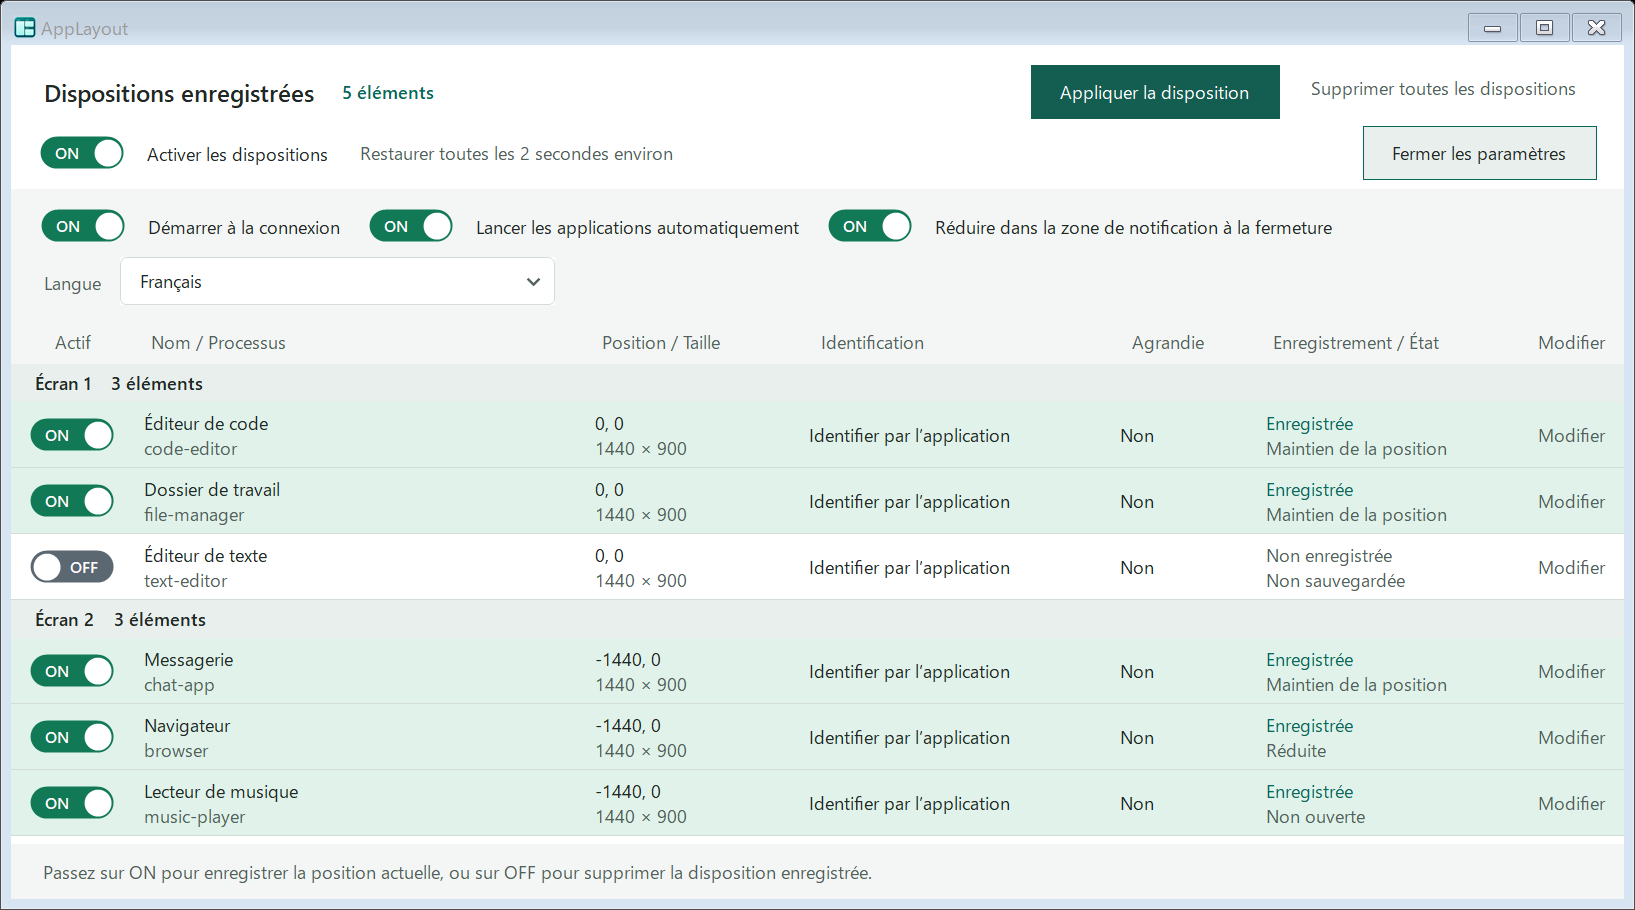 AppLayout
Dispositions enregistrées 5 éléments
Appliquer la disposition
Supprimer toutes les dispositions
ON Activer les dispositions Restaurer toutes les 2 secondes environ
Fermer les paramètres
ON Démarrer à la connexion ON Lancer les applications automatiquement ON Réduire dans la zone de notification à la fermeture
Langue Français
Actif Nom / Processus Position / Taille Identification Agrandie Enregistrement / État Modifier
Écran 1 3 éléments
ON Éditeur de code 0, 0 Identifier par l’application Non Enregistrée Modifier
code-editor 1440 × 900 Maintien de la position
ON Dossier de travail 0, 0 Identifier par l’application Non Enregistrée Modifier
file-manager 1440 × 900 Maintien de la position
OFF Éditeur de texte 0, 0 Identifier par l’application Non Non enregistrée Modifier
text-editor 1440 × 900 Non sauvegardée
Écran 2 3 éléments
ON Messagerie -1440, 0 Identifier par l’application Non Enregistrée Modifier
chat-app 1440 × 900 Maintien de la position
ON Navigateur -1440, 0 Identifier par l’application Non Enregistrée Modifier
browser 1440 × 900 Réduite
ON Lecteur de musique -1440, 0 Identifier par l’application Non Enregistrée Modifier
music-player 1440 × 900 Non ouverte
Passez sur ON pour enregistrer la position actuelle, ou sur OFF pour supprimer la disposition enregistrée.